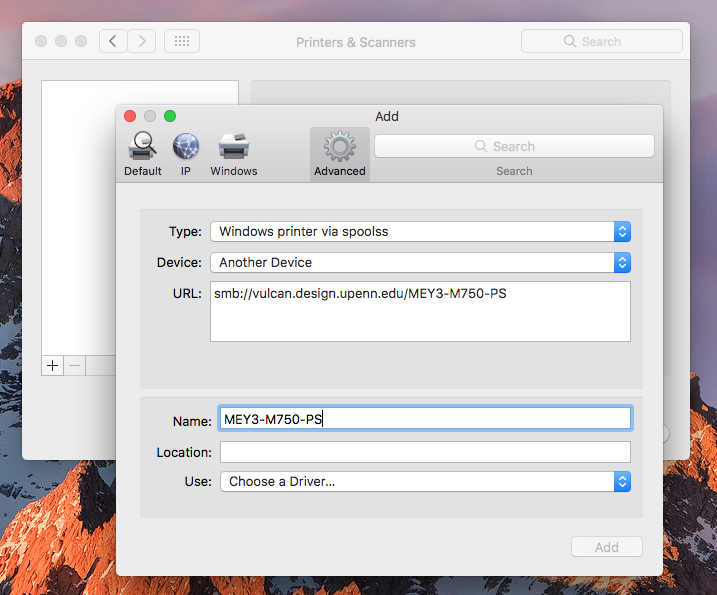 Printers & Scanners
Search
Add
Default
IP
Windows
Advanced
Search
Search
Type: Windows printer via spoolss
Device: Another Device
URL: smb://vulcan.design.upenn.edu/MEY3-M750-PS
Name: MEY3-M750-PS
Location:
Use: Choose a Driver...
Add